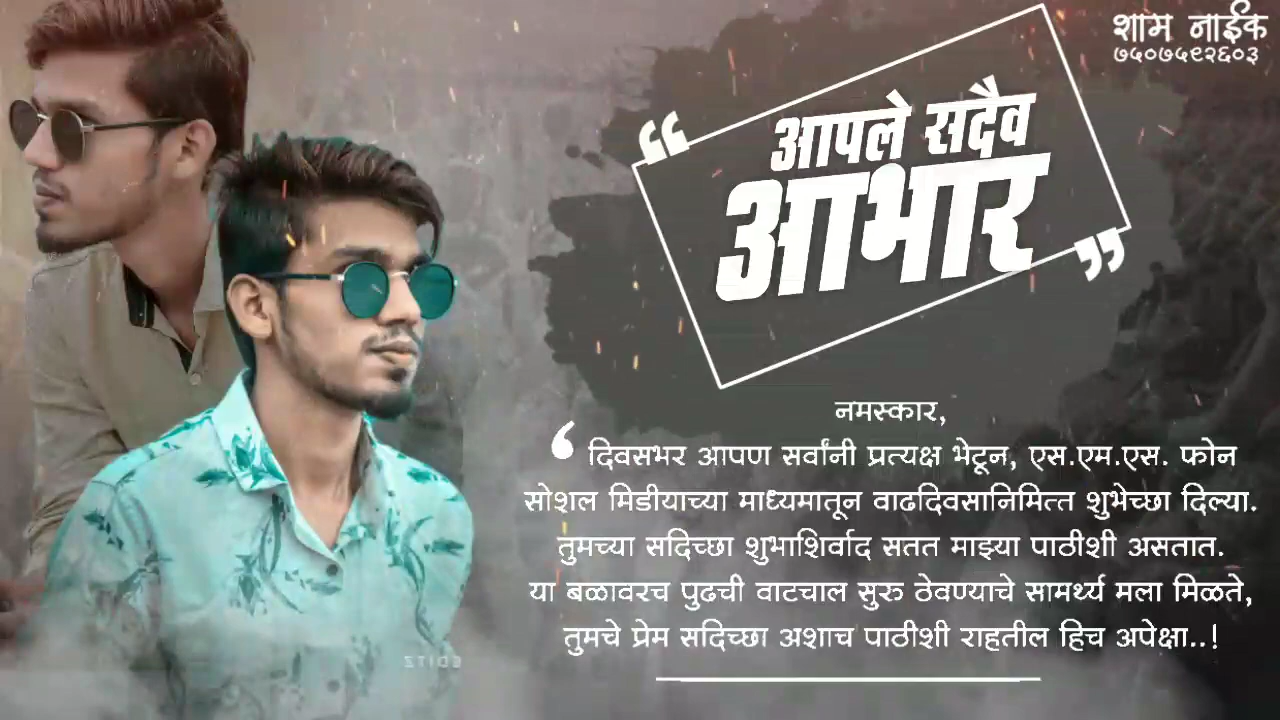 शाम नाईक
७५०७५९२६०३
“
आपले सदैव
आभार
”
नमस्कार,
‘ दिवसभर आपण सर्वांनी प्रत्यक्ष भेटून, एस.एम.एस. फोन
सोशल मिडीयाच्या माध्यमातून वाढदिवसानिमित्त शुभेच्छा दिल्या.
तुमच्या सदिच्छा शुभाशिर्वाद सतत माझ्या पाठीशी असतात.
या बळावरच पुढची वाटचाल सुरु ठेवण्याचे सामर्थ्य मला मिळते,
तुमचे प्रेम सदिच्छा अशाच पाठीशी राहतील हिच अपेक्षा..!
EDITZ